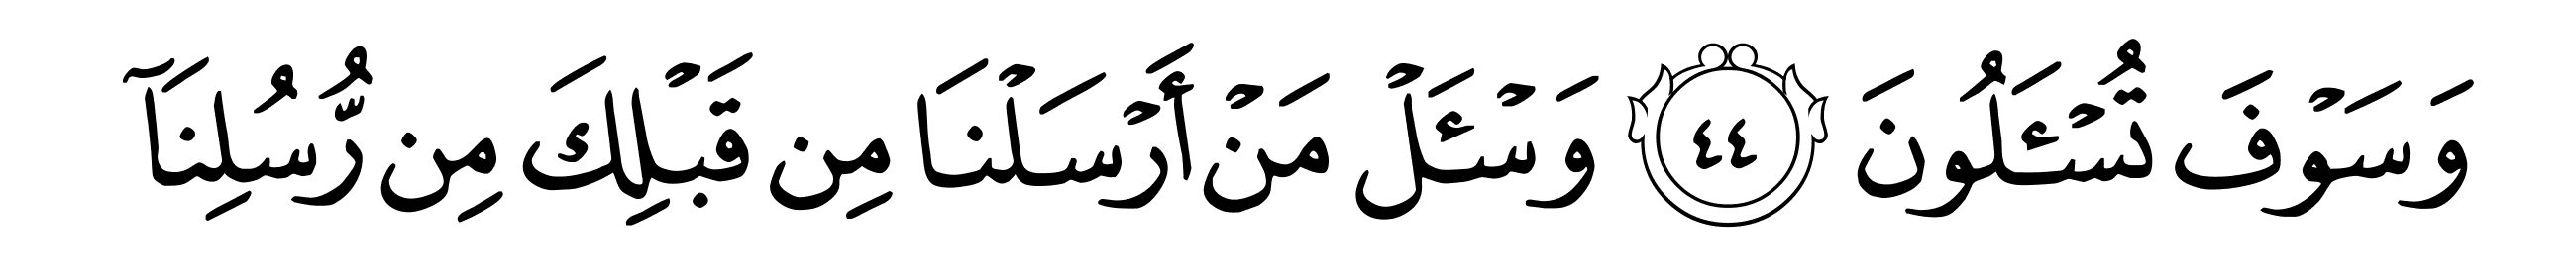 وَسَوْفَ تُسْـَٔلُونَ ٤٤ وَسْـَٔلْ مَنْ أَرْسَلْنَا مِن قَبْلِكَ مِن رُّسُلِنَآ